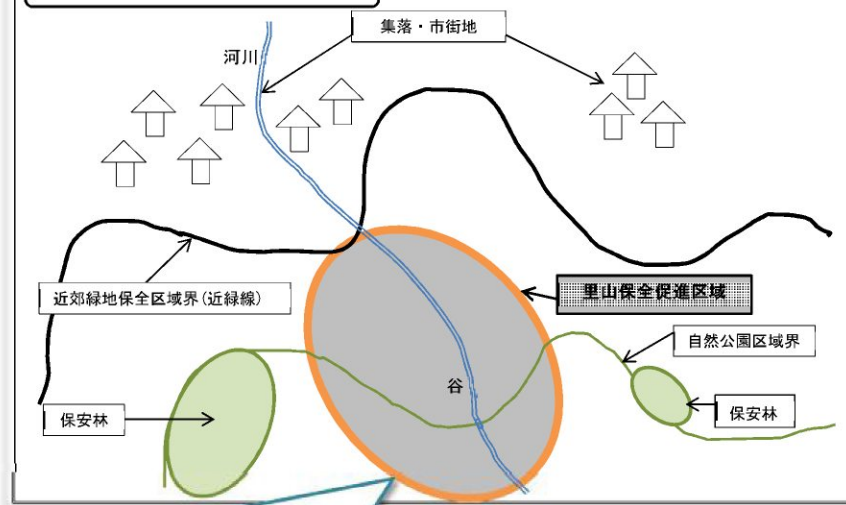 集落・市街地
河川
近郊緑地保全区域界(近緑線)
里山保全促進区域
自然公園区域界
谷
保安林
保安林